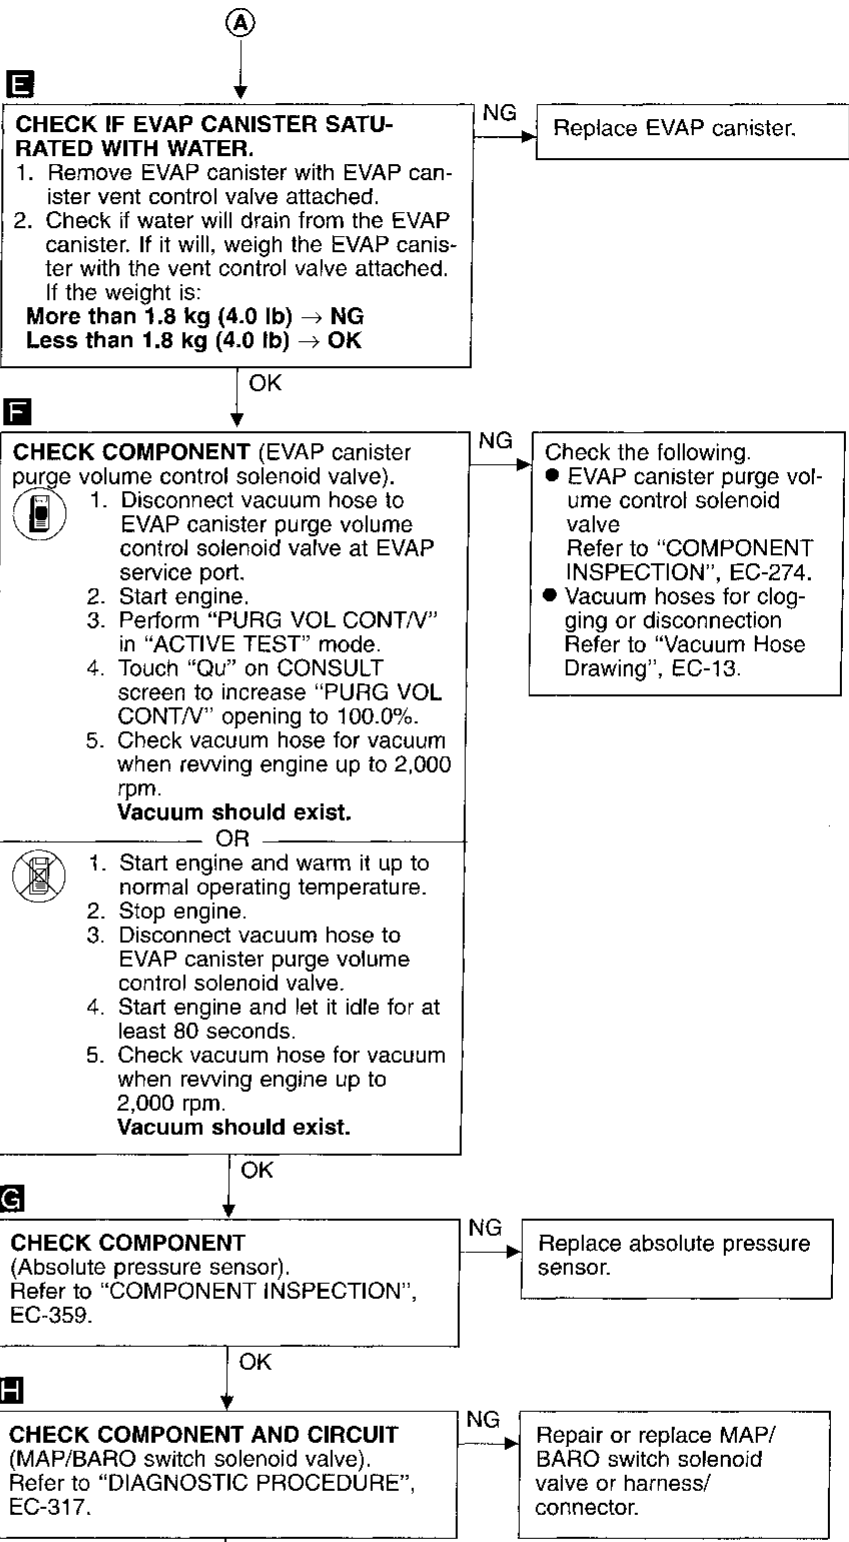 A
E
CHECK IF EVAP CANISTER SATU-
RATED WITH WATER.
1. Remove EVAP canister with EVAP can-
ister vent control valve attached.
2. Check if water will drain from the EVAP
canister. If it will, weigh the EVAP canis-
ter with the vent control valve attached.
If the weight is:
More than 1.8 kg (4.0 lb) → NG
Less than 1.8 kg (4.0 lb) → OK
NG
Replace EVAP canister.
OK
F
CHECK COMPONENT (EVAP canister
purge volume control solenoid valve).
1. Disconnect vacuum hose to
EVAP canister purge volume
control solenoid valve at EVAP
service port.
2. Start engine.
3. Perform “PURG VOL CONT/V”
in “ACTIVE TEST” mode.
4. Touch “Qu” on CONSULT
screen to increase “PURG VOL
CONT/V” opening to 100.0%.
5. Check vacuum hose for vacuum
when revving engine up to 2,000
rpm.
Vacuum should exist.
OR
1. Start engine and warm it up to
normal operating temperature.
2. Stop engine.
3. Disconnect vacuum hose to
EVAP canister purge volume
control solenoid valve.
4. Start engine and let it idle for at
least 80 seconds.
5. Check vacuum hose for vacuum
when revving engine up to
2,000 rpm.
Vacuum should exist.
NG
Check the following.
● EVAP canister purge vol-
ume control solenoid
valve
Refer to “COMPONENT
INSPECTION”, EC-274.
● Vacuum hoses for clog-
ging or disconnection
Refer to “Vacuum Hose
Drawing”, EC-13.
OK
G
CHECK COMPONENT
(Absolute pressure sensor).
Refer to “COMPONENT INSPECTION”,
EC-359.
NG
Replace absolute pressure
sensor.
OK
H
CHECK COMPONENT AND CIRCUIT
(MAP/BARO switch solenoid valve).
Refer to “DIAGNOSTIC PROCEDURE”,
EC-317.
NG
Repair or replace MAP/
BARO switch solenoid
valve or harness/
connector.